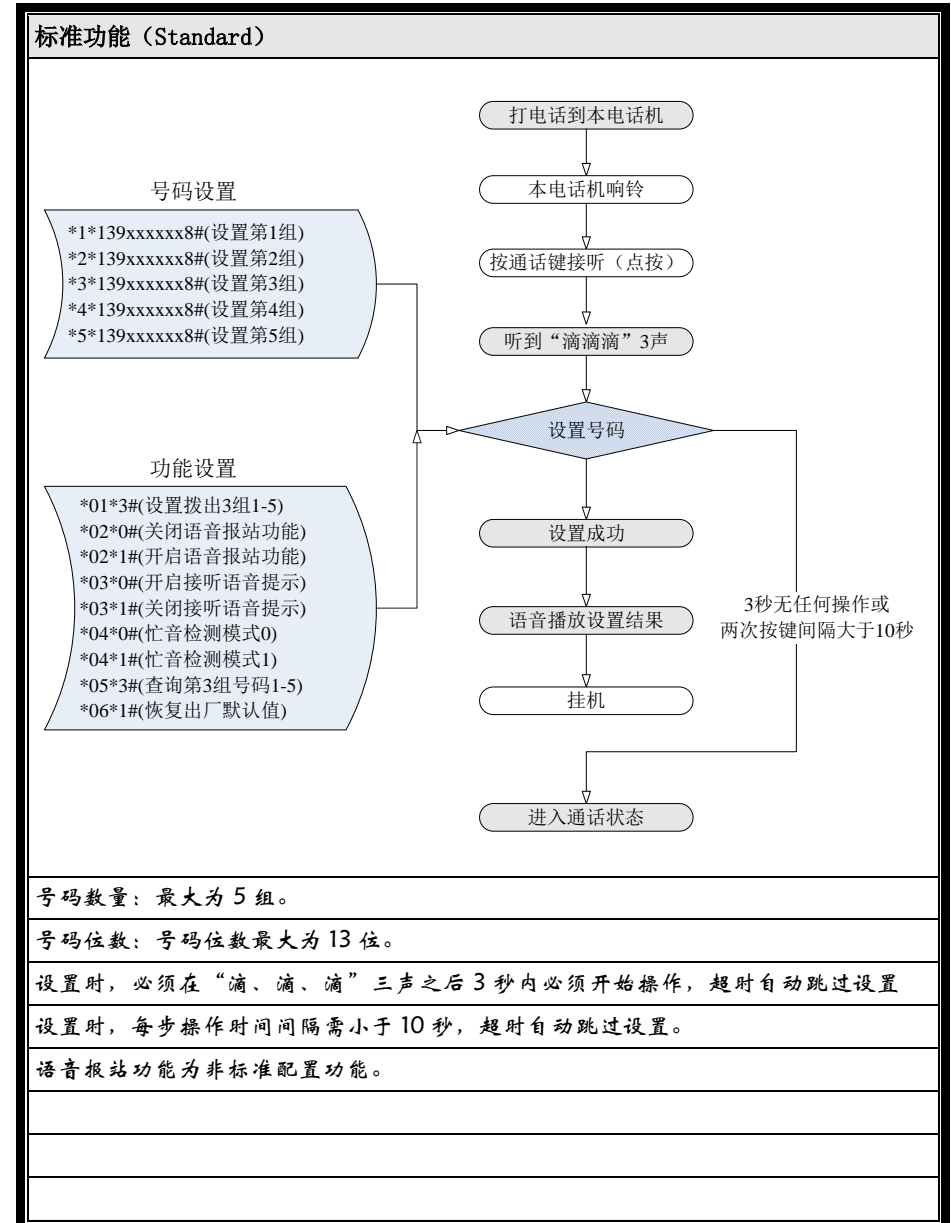 标准功能（Standard）
打电话到本电话机
本电话机响铃
按通话键接听（点按）
听到“滴滴滴”3声
号码设置
*1*139xxxxxx8#(设置第1组)
*2*139xxxxxx8#(设置第2组)
*3*139xxxxxx8#(设置第3组)
*4*139xxxxxx8#(设置第4组)
*5*139xxxxxx8#(设置第5组)
设置号码
功能设置
*01*3#(设置拨出3组1-5)
*02*0#(关闭语音报站功能)
*02*1#(开启语音报站功能)
*03*0#(开启接听语音提示)
*03*1#(关闭接听语音提示)
*04*0#(忙音检测模式0)
*04*1#(忙音检测模式1)
*05*3#(查询第3组号码1-5)
*06*1#(恢复出厂默认值)
设置成功
语音播放设置结果
挂机
3秒无任何操作或
两次按键间隔大于10秒
进入通话状态
号码数量：最大为 5 组。
号码位数：号码位数最大为 13 位。
设置时，必须在“滴、滴、滴”三声之后 3 秒内必须开始操作，超时自动跳过设置
设置时，每步操作时间间隔需小于 10 秒，超时自动跳过设置。
语音报站功能为非标准配置功能。